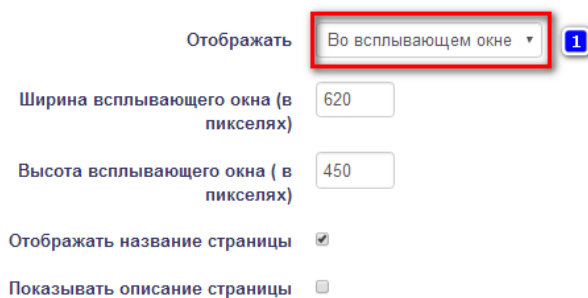 Отображать Во всплывающем окне 1
Ширина всплывающего окна (в 620
пикселях)
Высота всплывающего окна ( в 450
пикселях)
Отображать название страницы
Показывать описание страницы